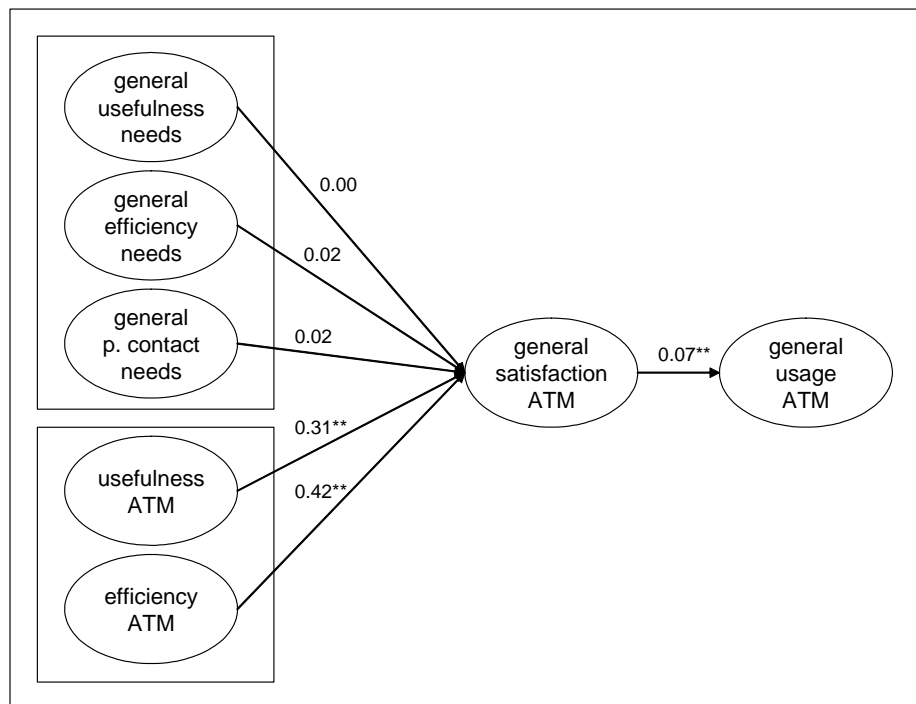 general
usefulness
needs
0.00
general
efficiency
needs
0.02
general
p. contact
needs
0.02
general
satisfaction
ATM
0.07**
general
usage
ATM
usefulness
ATM
0.31**
efficiency
ATM
0.42**